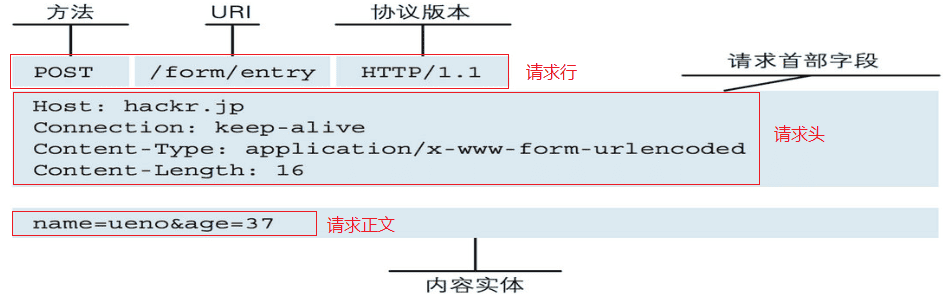 方法 URI 协议版本
POST /form/entry HTTP/1.1 请求行
请求首部字段
Host: hackr.jp
Connection: keep-alive
Content-Type: application/x-www-form-urlencoded
Content-Length: 16
请求头
name=ueno&age=37 请求正文
内容实体